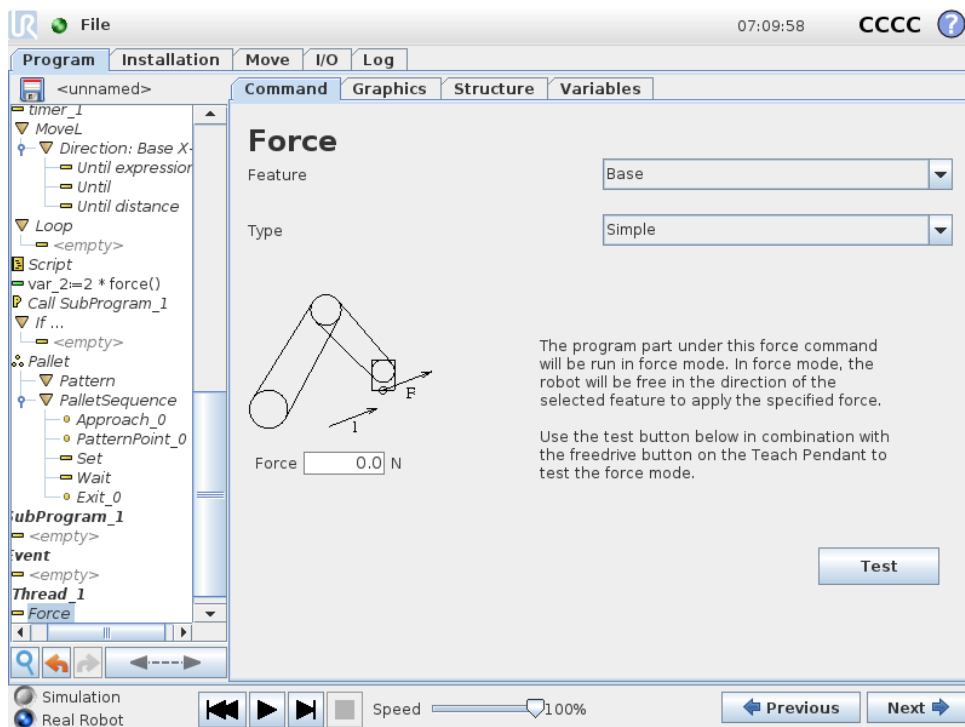 UR File 07:09:58 CCCC ?
Program Installation Move I/O Log
<unnamed>
Command Graphics Structure Variables
timer_1
MoveL
Direction: Base X-
Until expression
Until
Until distance
Loop
<empty>
Script
var_2:=2 * force()
Call SubProgram_1
If ...
<empty>
Pallet
Pattern
PalletSequence
Approach_0
PatternPoint_0
Set
Wait
Exit_0
SubProgram_1
<empty>
Event
<empty>
Thread_1
Force
Force
Feature
Base
Type
Simple
F
l
Force 0.0 N
The program part under this force command
will be run in force mode. In force mode, the
robot will be free in the direction of the
selected feature to apply the specified force.
Use the test button below in combination with
the freedrive button on the Teach Pendant to
test the force mode.
Test
Simulation
Real Robot
Speed 100%
Previous Next